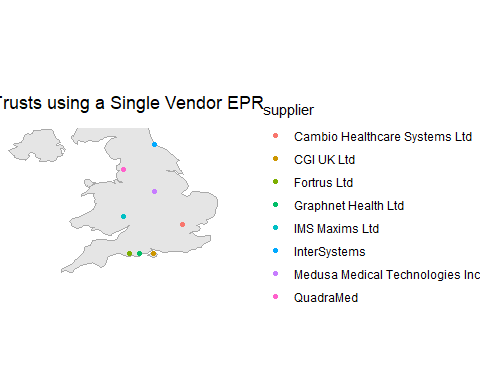 Trusts using a Single Vendor EPR
supplier
Cambio Healthcare Systems Ltd
CGI UK Ltd
Fortrus Ltd
Graphnet Health Ltd
IMS Maxims Ltd
InterSystems
Medusa Medical Technologies Inc
QuadraMed